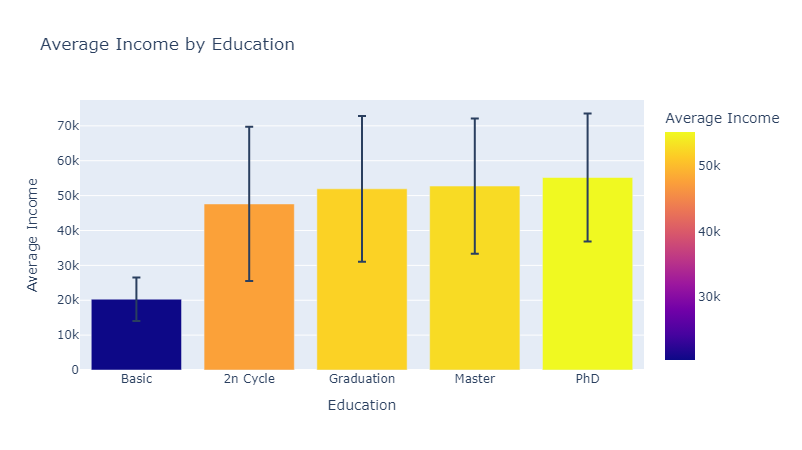 Average Income by Education
Average Income
70k
60k
50k
40k
30k
20k
10k
0
Average Income
Basic
2n Cycle
Graduation
Master
PhD
Education
50k
40k
30k